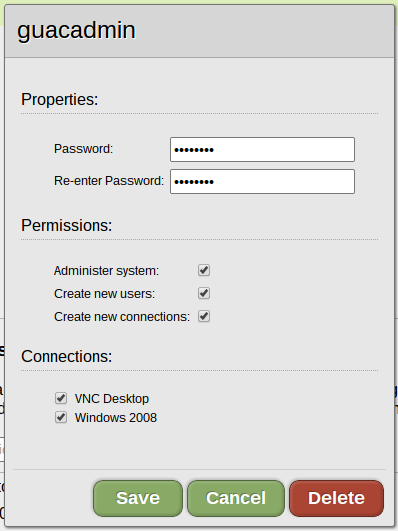 guacadmin
Properties:
Password: ••••••••
Re-enter Password: ••••••••
Permissions:
Administer system:
Create new users:
Create new connections:
Connections:
VNC Desktop
Windows 2008
Save Cancel Delete